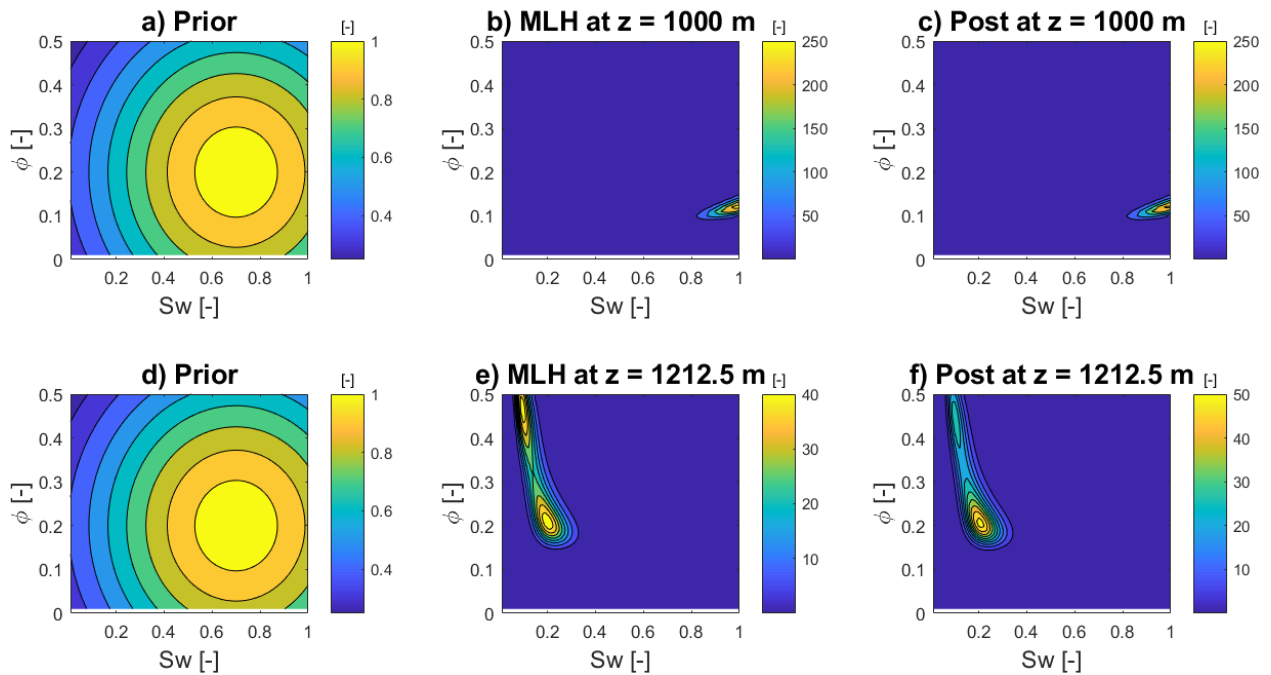 a) Prior [-]
0.5
0.4
0.3
0.2
0.1
0
ϕ [-]
0.2 0.4 0.6 0.8 1
Sw [-]
1
0.8
0.6
0.4
b) MLH at z = 1000 m [-]
0.5
0.4
0.3
0.2
0.1
0
ϕ [-]
0.2 0.4 0.6 0.8 1
Sw [-]
250
200
150
100
50
c) Post at z = 1000 m [-]
0.5
0.4
0.3
0.2
0.1
0
ϕ [-]
0.2 0.4 0.6 0.8 1
Sw [-]
250
200
150
100
50
d) Prior [-]
0.5
0.4
0.3
0.2
0.1
0
ϕ [-]
0.2 0.4 0.6 0.8 1
Sw [-]
1
0.8
0.6
0.4
e) MLH at z = 1212.5 m [-]
0.5
0.4
0.3
0.2
0.1
0
ϕ [-]
0.2 0.4 0.6 0.8 1
Sw [-]
40
30
20
10
f) Post at z = 1212.5 m [-]
0.5
0.4
0.3
0.2
0.1
0
ϕ [-]
0.2 0.4 0.6 0.8 1
Sw [-]
50
40
30
20
10